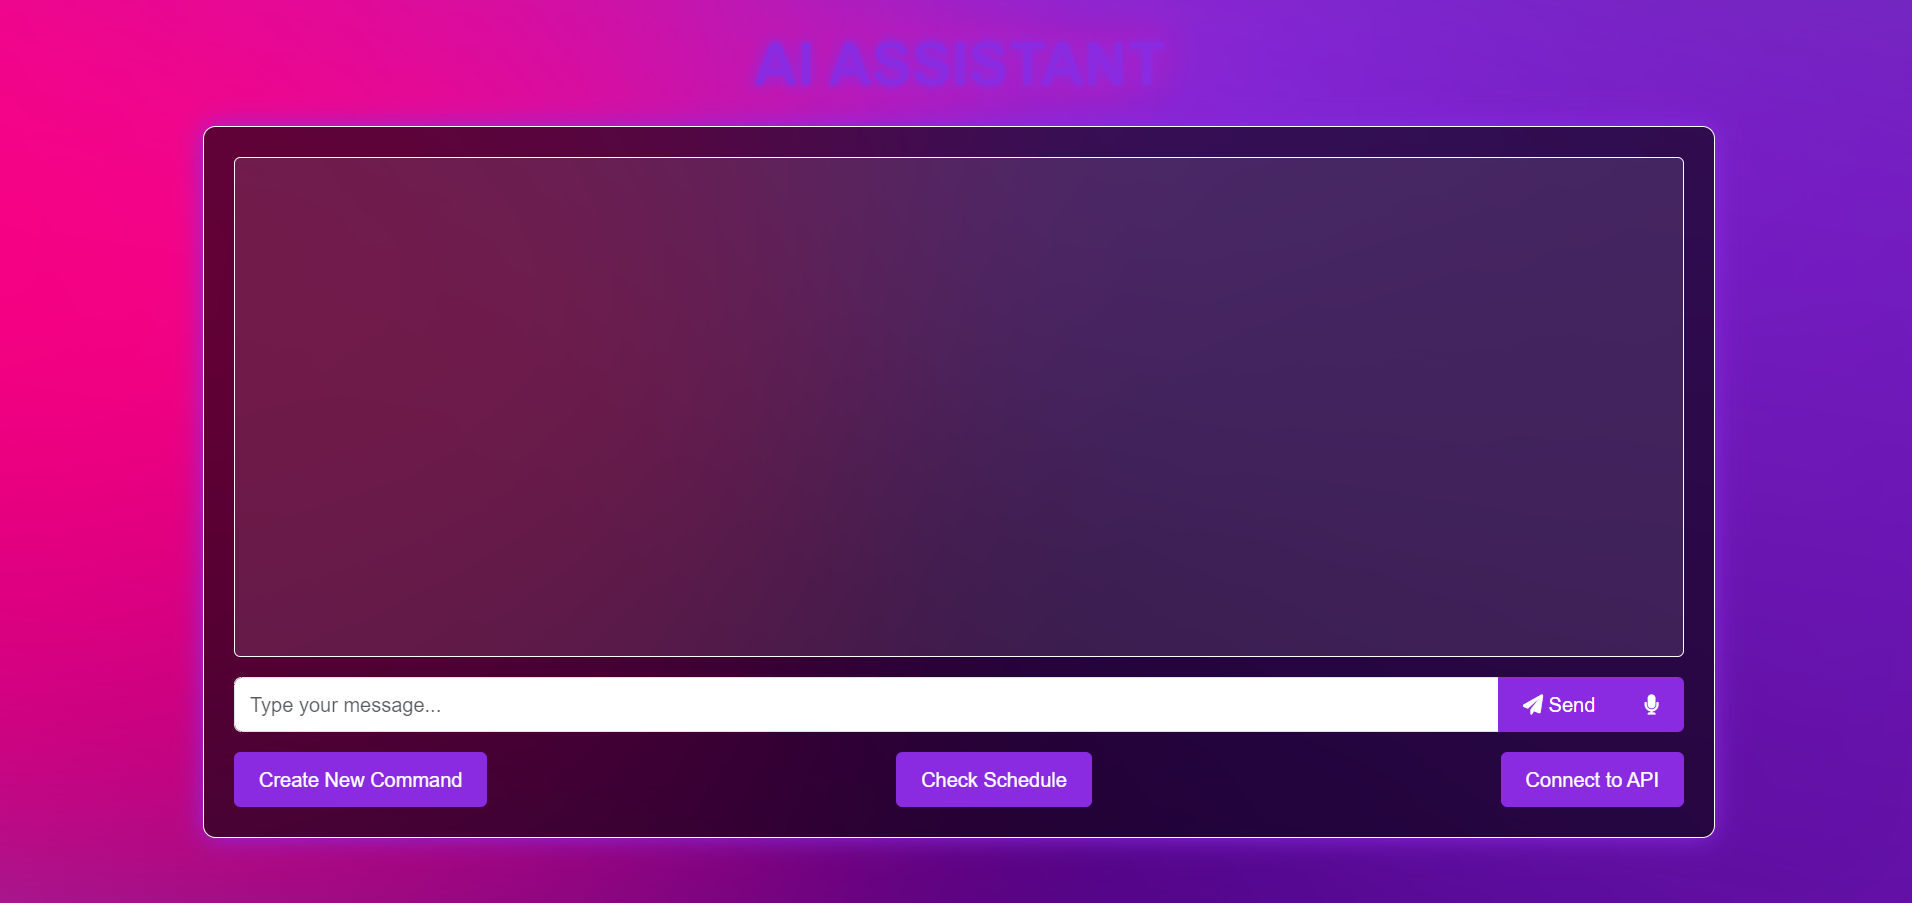 AI ASSISTANT
Type your message...
Send
Create New Command
Check Schedule
Connect to API